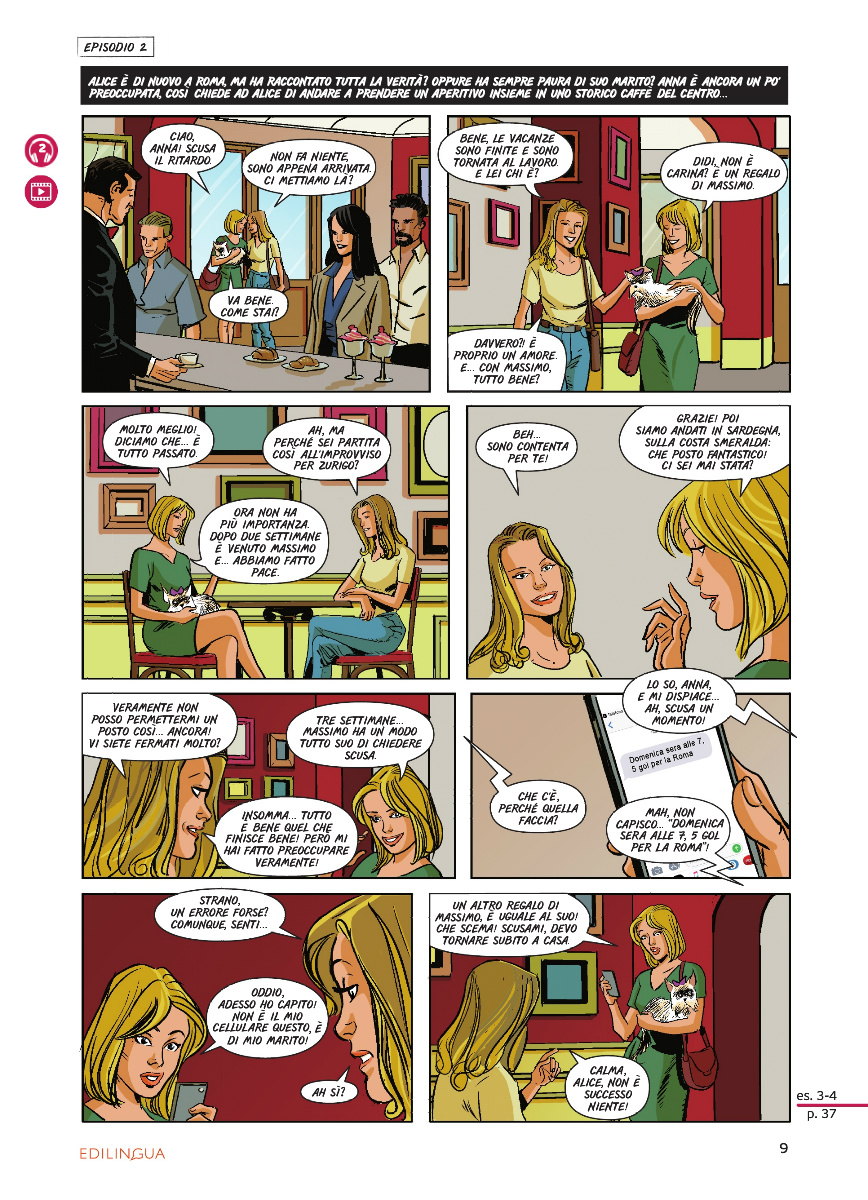 EPISODIO 2
ALICE È DI NUOVO A ROMA, MA HA RACCONTATO TUTTA LA VERITÀ? OPPURE HA SEMPRE PAURA DI SUO MARITO? ANNA È ANCORA UN PO'
PREOCCUPATA, COSÌ CHIEDE AD ALICE DI ANDARE A PRENDERE UN APERITIVO INSIEME IN UNO STORICO CAFFÈ DEL CENTRO...
2
CIAO,
ANNA! SCUSA
IL RITARDO.
NON FA NIENTE,
SONO APPENA ARRIVATA.
CI METTIAMO LÀ?
VA BENE.
COME STAI?
BENE, LE VACANZE
SONO FINITE E SONO
TORNATA AL LAVORO.
E LEI CHI È?
DIDI, NON È
CARINA? È UN REGALO
DI MASSIMO.
DAVVERO?! È
PROPRIO UN AMORE.
E... CON MASSIMO,
TUTTO BENE?
MOLTO MEGLIO!
DICIAMO CHE... È
TUTTO PASSATO.
AH, MA
PERCHÉ SEI PARTITA
COSÌ ALL'IMPROVVISO
PER ZURIGO?
ORA NON HA
PIÙ IMPORTANZA.
DOPO DUE SETTIMANE
È VENUTO MASSIMO
E... ABBIAMO FATTO
PACE.
BEH...
SONO CONTENTA
PER TE!
GRAZIE! POI
SIAMO ANDATI IN SARDEGNA,
SULLA COSTA SMERALDA:
CHE POSTO FANTASTICO!
CI SEI MAI STATA?
VERAMENTE NON
POSSO PERMETTERMI UN
POSTO COSÌ... ANCORA!
VI SIETE FERMATI MOLTO?
TRE SETTIMANE...
MASSIMO HA UN MODO
TUTTO SUO DI CHIEDERE
SCUSA.
INSOMMA... TUTTO
È BENE QUEL CHE
FINISCE BENE! PERÒ MI
HAI FATTO PREOCCUPARE
VERAMENTE!
LO SO, ANNA,
E MI DISPIACE...
AH, SCUSA UN
MOMENTO!
Domenica sera alle 7,
5 gol per la Roma
CHE C'È,
PERCHÉ QUELLA
FACCIA?
MAH, NON
CAPISCO... "DOMENICA
SERA ALLE 7, 5 GOL
PER LA ROMA"!
STRANO,
UN ERRORE FORSE?
COMUNQUE, SENTI...
ODDIO,
ADESSO HO CAPITO!
NON È IL MIO
CELLULARE QUESTO, È
DI MIO MARITO!
AH SÌ?
UN ALTRO REGALO DI
MASSIMO, È UGUALE AL SUO!
CHE SCEMA! SCUSAMI, DEVO
TORNARE SUBITO A CASA.
CALMA,
ALICE, NON È
SUCCESSO
NIENTE!
es. 3-4
p. 37
EDILINGUA
9